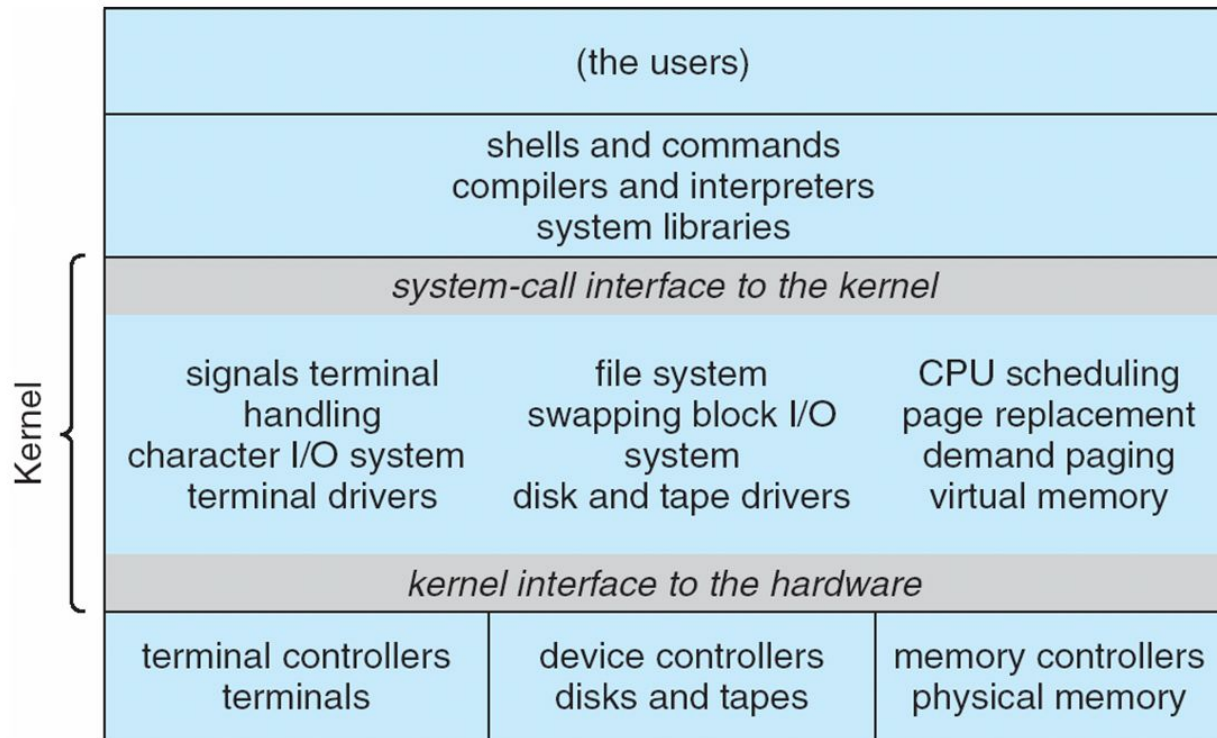 (the users)
shells and commands
compilers and interpreters
system libraries
Kernel
system-call interface to the kernel
signals terminal
handling
character I/O system
terminal drivers
file system
swapping block I/O
system
disk and tape drivers
CPU scheduling
page replacement
demand paging
virtual memory
kernel interface to the hardware
terminal controllers
terminals
device controllers
disks and tapes
memory controllers
physical memory